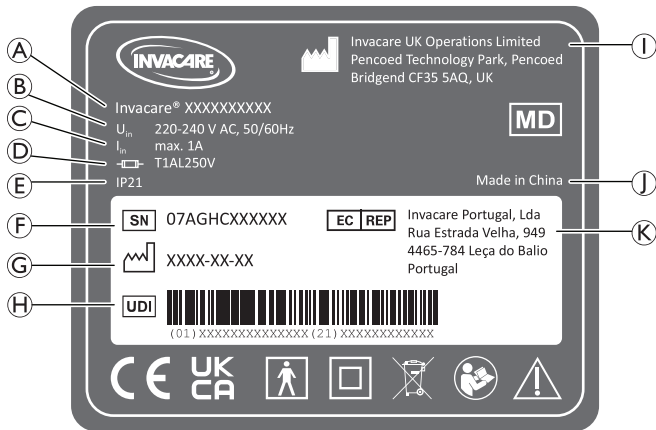 INVACARE
Invacare UK Operations Limited
Pencoed Technology Park, Pencoed
Bridgend CF35 5AQ, UK
A
Invacare® XXXXXXXXXX
B
Uin 220-240 V AC, 50/60Hz
C
Iin max. 1A
D
T1AL250V
E
IP21
I
MD
Made in China
J
F
SN 07AGHCXXXXXX
G
XXXX-XX-XX
EC REP
Invacare Portugal, Lda
Rua Estrada Velha, 949
4465-784 Leça do Balio
Portugal
K
H
UDI
(01)XXXXXXXXXXXXXX(21)XXXXXXXXXXXX
CE
UK
CA